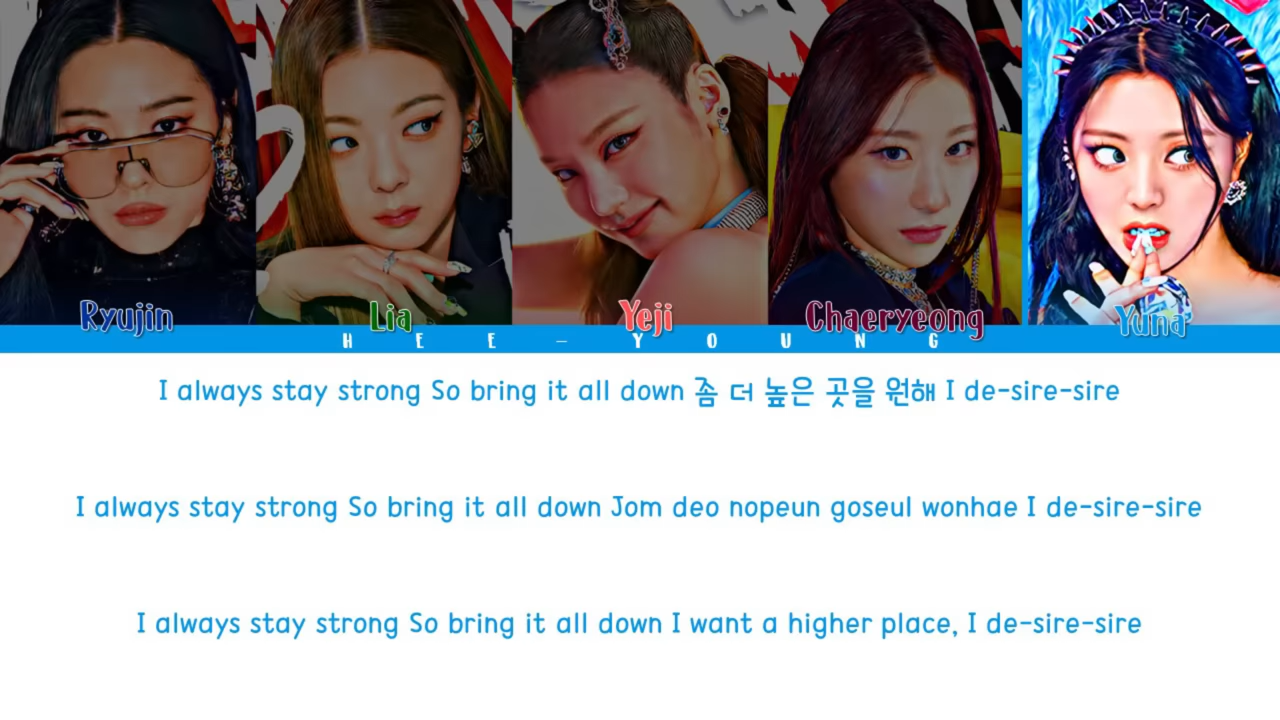 Ryujin Lia Yeji Chaeryeong Yuna
HEE-YOUNG
I always stay strong So bring it all down 좀 더 높은 곳을 원해 I de-sire-sire
I always stay strong So bring it all down Jom deo nopeun goseul wonhae I de-sire-sire
I always stay strong So bring it all down I want a higher place, I de-sire-sire